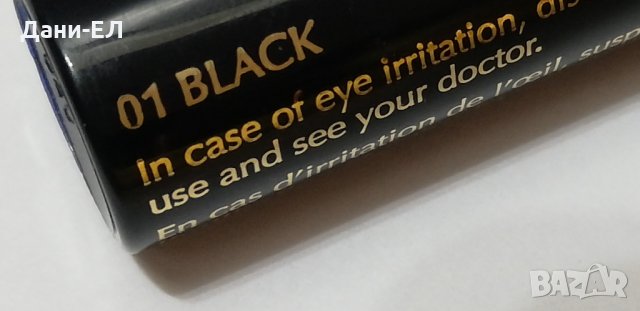 Дани-ЕЛ
01 BLACK
In case of eye irritation,
use and see your doctor.
En cas d'irritation de l'œil,
BAZAR